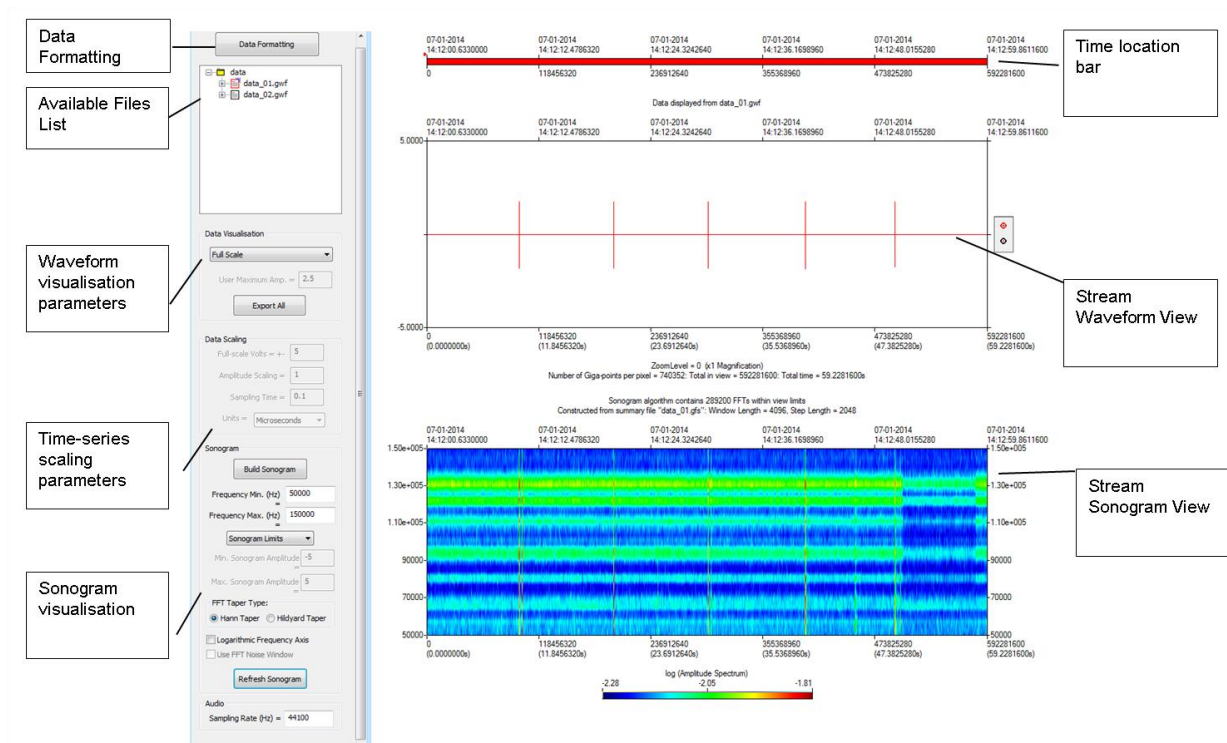 Data
Formatting
Available Files
List
Waveform
visualisation
parameters
Time-series
scaling
parameters
Sonogram
visualisation
Data Formatting
data
data_01.gwf
data_02.gwf
Data Visualisation
Full Scale
User Maximum Amp. = 2.5
Export All
Data Scaling
Full-scale Volts = +- 5
Amplitude Scaling = 1
Sampling Time = 0.1
Units = Microseconds
Sonogram
Build Sonogram
Frequency Min. (Hz) = 50000
Frequency Max. (Hz) = 150000
Sonogram Limits
Min. Sonogram Amplitude = -5
Max. Sonogram Amplitude = 5
FFT Taper Type:
Hann Taper Hildyard Taper
Logarithmic Frequency Axis
Use FFT Noise Window
Refresh Sonogram
Audio
Sampling Rate (Hz) = 44100
07-01-2014 07-01-2014 07-01-2014 07-01-2014 07-01-2014 07-01-2014
14:12:00.6330000 14:12:12.4786320 14:12:24.3242640 14:12:36.1698960 14:12:48.0155280 14:12:59.8611600
0 118456320 236912640 355368960 473825280 592281600
Data displayed from data_01.gwf
07-01-2014 07-01-2014 07-01-2014 07-01-2014 07-01-2014 07-01-2014
14:12:00.6330000 14:12:12.4786320 14:12:24.3242640 14:12:36.1698960 14:12:48.0155280 14:12:59.8611600
5.0000
-5.0000
0 118456320 236912640 355368960 473825280 592281600
(0.0000000s) (11.8456320s) (23.6912640s) (35.5368960s) (47.3825280s) (59.2281600s)
ZoomLevel = 0 (x1 Magnification)
Number of Giga-points per pixel = 740352: Total in view = 592281600: Total time = 59.2281600s
Sonogram algorithm contains 289200 FFTs within view limits
Constructed from summary file "data_01.gfs": Window Length = 4096, Step Length = 2048
07-01-2014 07-01-2014 07-01-2014 07-01-2014 07-01-2014 07-01-2014
14:12:00.6330000 14:12:12.4786320 14:12:24.3242640 14:12:36.1698960 14:12:48.0155280 14:12:59.8611600
1.50e+005 1.50e+005
1.30e+005 1.30e+005
1.10e+005 1.10e+005
90000 90000
70000 70000
50000 50000
0 118456320 236912640 355368960 473825280 592281600
(0.0000000s) (11.8456320s) (23.6912640s) (35.5368960s) (47.3825280s) (59.2281600s)
log (Amplitude Spectrum)
-2.28 -2.05 -1.81
Time location
bar
Stream
Waveform View
Stream
Sonogram View